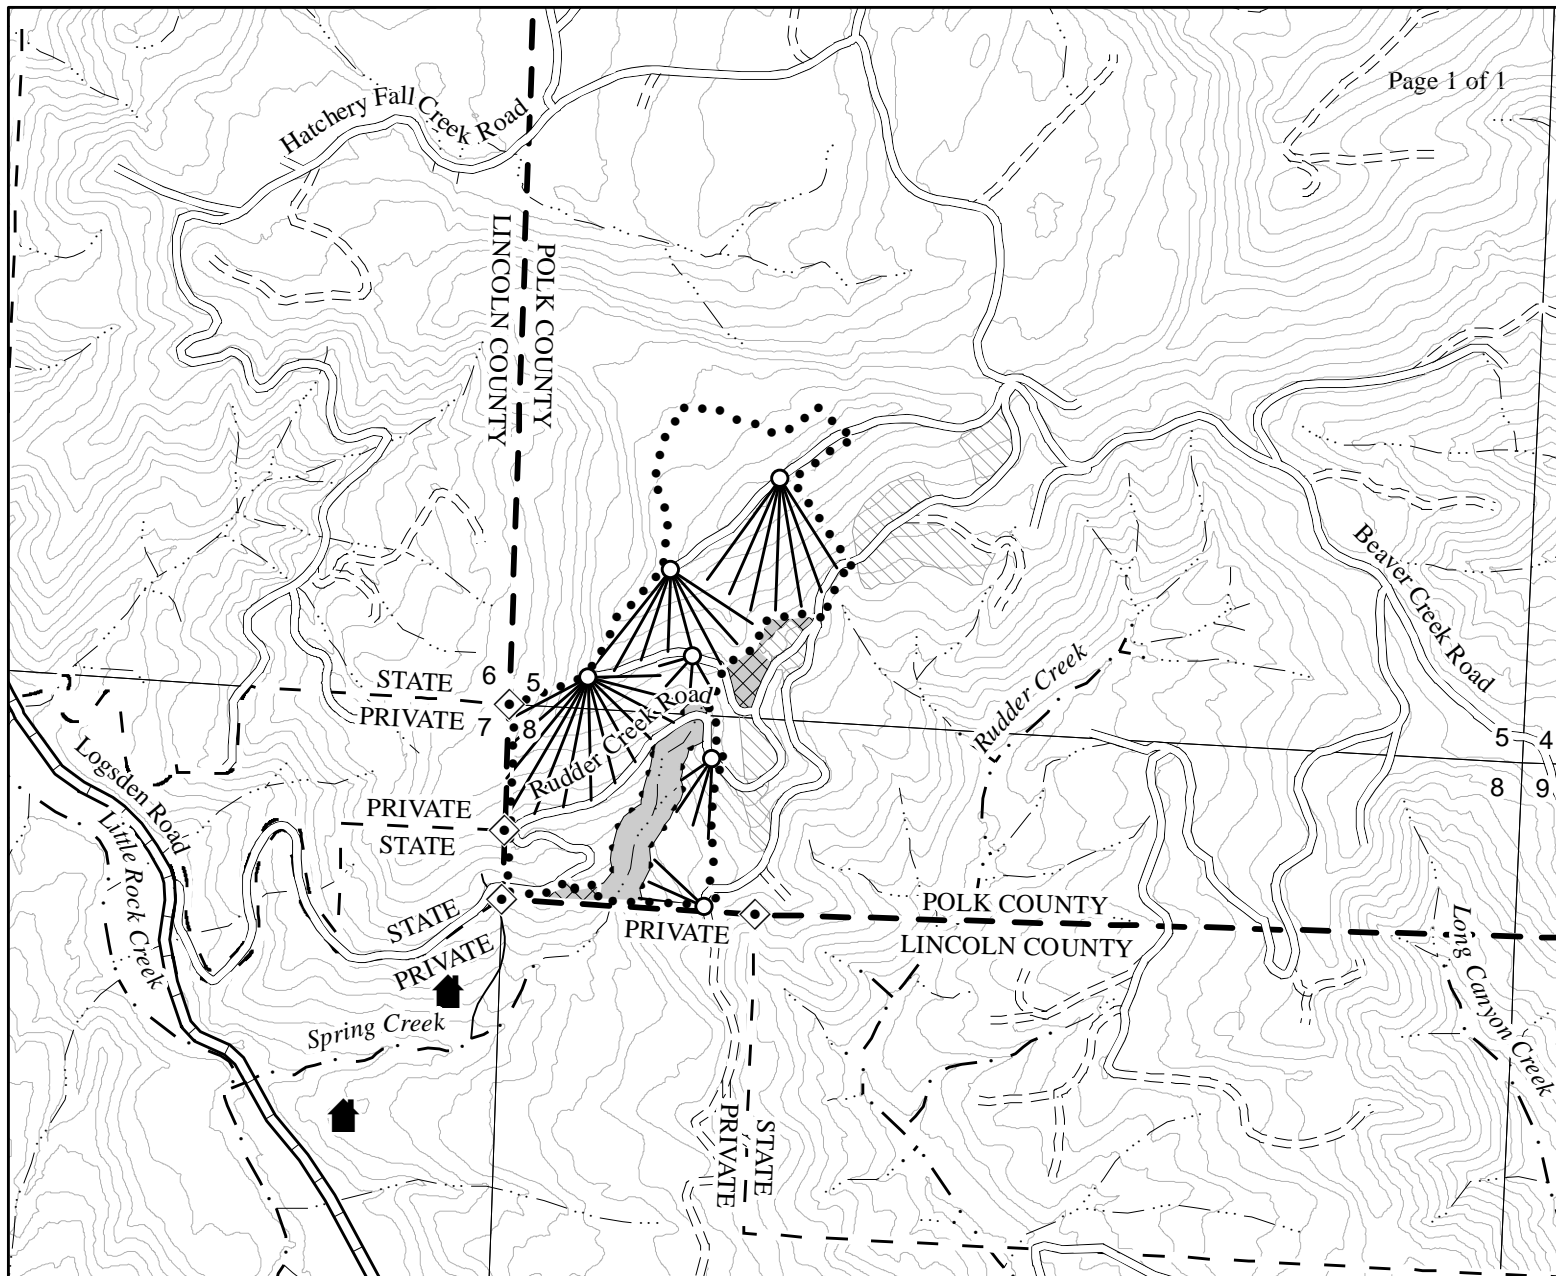 Page 1 of 1
Hatchery Fall Creek Road
LINCOLN COUNTY
POLK COUNTY
Beaver Creek Road
Rudder Creek
6 5
7 8
STATE
PRIVATE
Rudder Creek Road
5 4
8 9
Logsden Road
PRIVATE
STATE
Little Rock Creek
STATE
PRIVATE
PRIVATE
POLK COUNTY
LINCOLN COUNTY
Long Canyon Creek
Spring Creek
PRIVATE
STATE